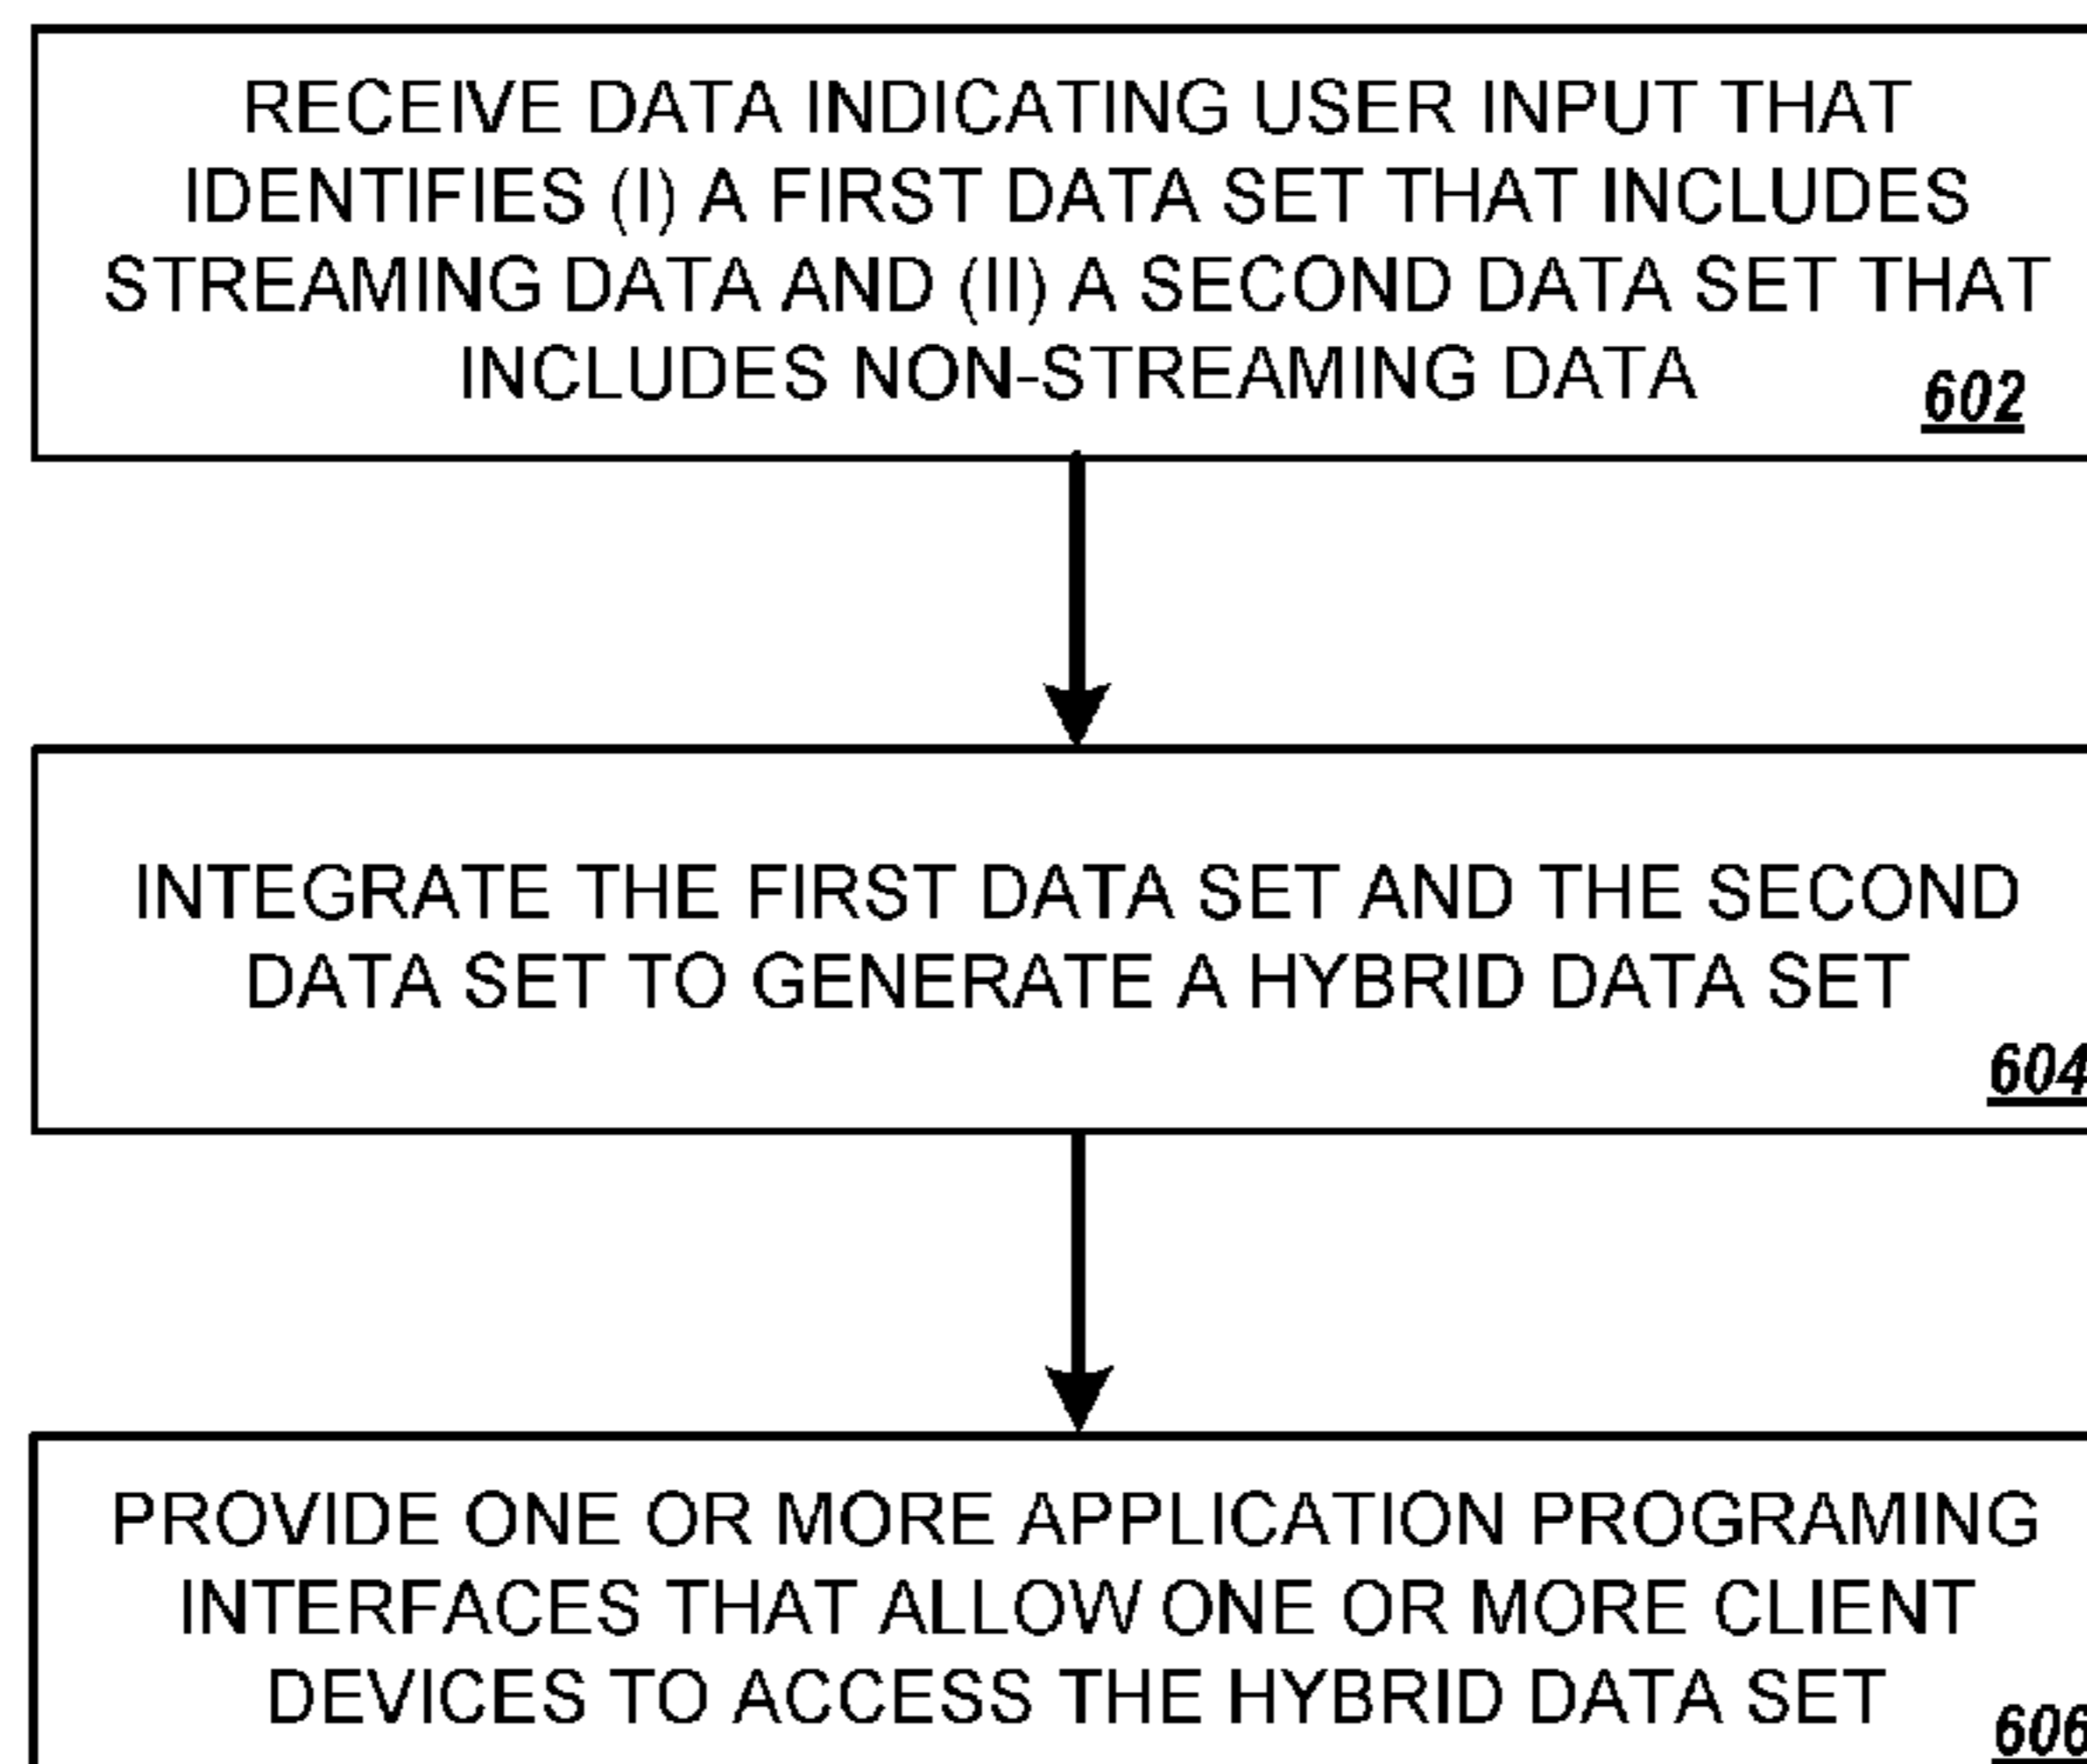 RECEIVE DATA INDICATING USER INPUT THAT
IDENTIFIES (I) A FIRST DATA SET THAT INCLUDES
STREAMING DATA AND (II) A SECOND DATA SET THAT
INCLUDES NON-STREAMING DATA
602
INTEGRATE THE FIRST DATA SET AND THE SECOND
DATA SET TO GENERATE A HYBRID DATA SET
604
PROVIDE ONE OR MORE APPLICATION PROGRAMING
INTERFACES THAT ALLOW ONE OR MORE CLIENT
DEVICES TO ACCESS THE HYBRID DATA SET
606